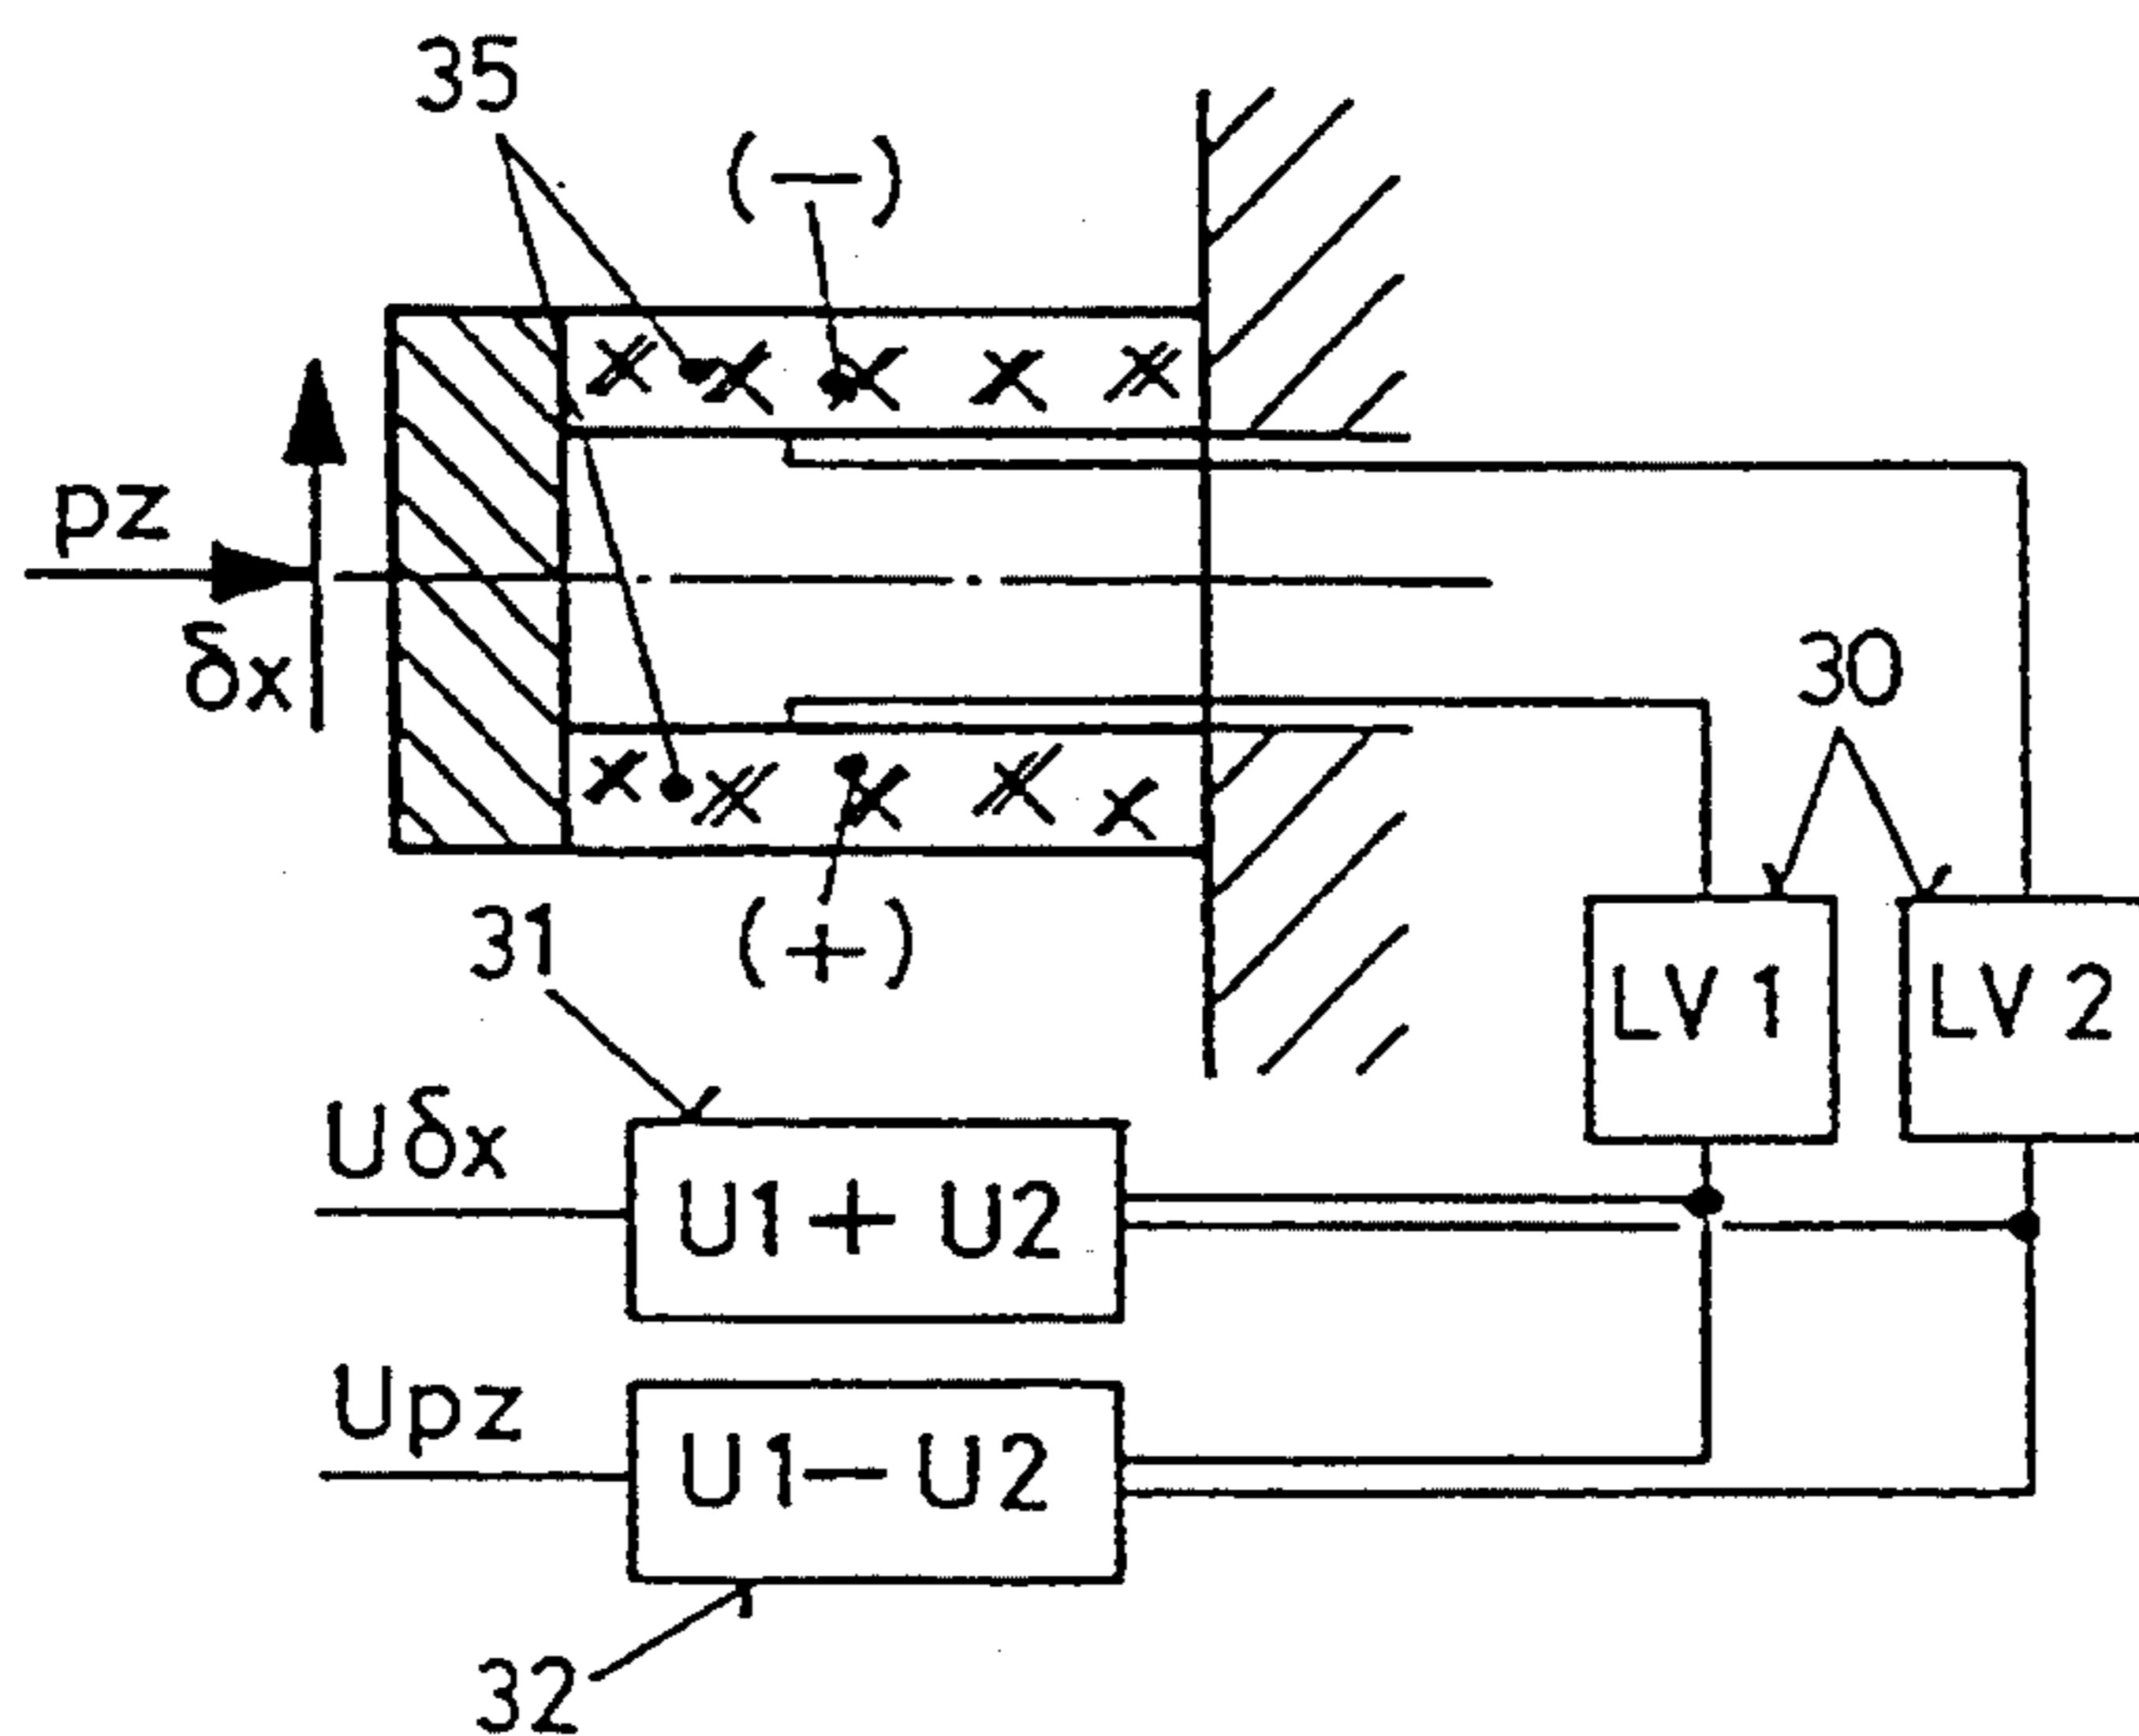 35
(—)
pz
δx
30
31
(+)
LV 1
LV 2
Uδx
U1+ U2
Upz
U1— U2
32